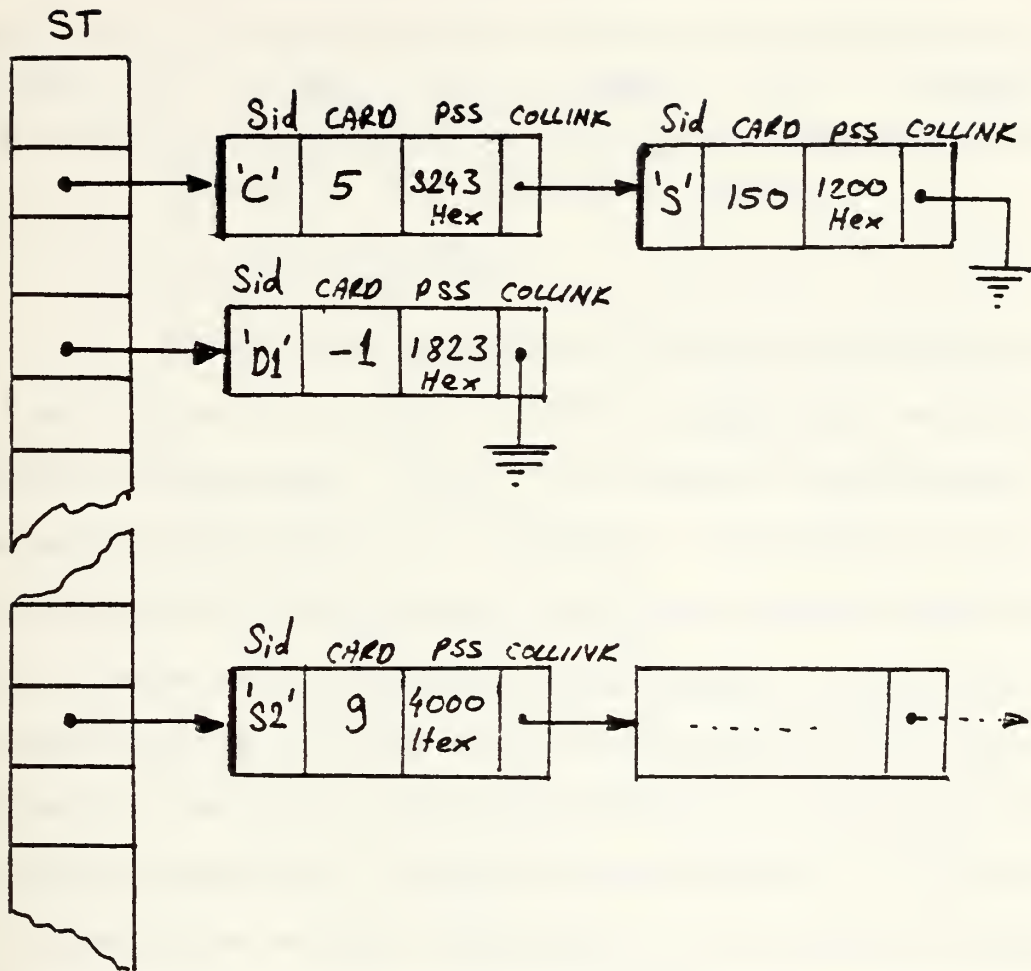 ST
Sid CARD PSS COLLINK
Sid CARD PSS COLLINK
'C' 5 3243 Hex
'S' 150 1200 Hex
Sid CARD PSS COLLINK
'D1' -1 1823 Hex
Sid CARD PSS COLLINK
'S2' 9 4000 Hex